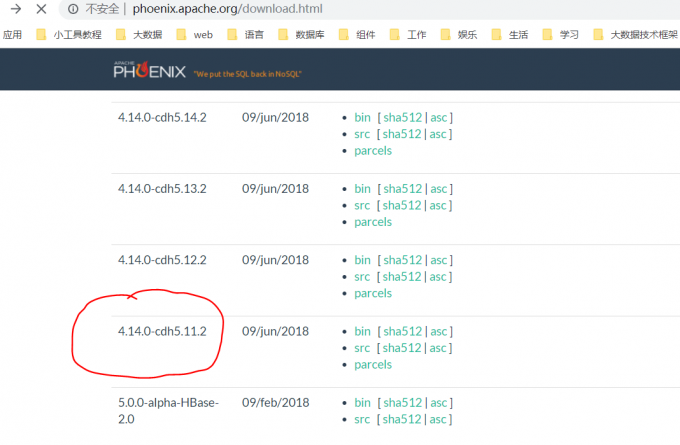 不安全 | phoenix.apache.org/download.html
应用 小工具教程 大数据 web 语言 数据库 组件 工作 娱乐 生活 学习 大数据技术框架
APACHE
PHOENIX "We put the SQL back in NoSQL"
4.14.0-cdh5.14.2 09/jun/2018 • bin [ sha512 | asc ]
• src [ sha512 | asc ]
• parcels
4.14.0-cdh5.13.2 09/jun/2018 • bin [ sha512 | asc ]
• src [ sha512 | asc ]
• parcels
4.14.0-cdh5.12.2 09/jun/2018 • bin [ sha512 | asc ]
• src [ sha512 | asc ]
• parcels
4.14.0-cdh5.11.2 09/jun/2018 • bin [ sha512 | asc ]
• src [ sha512 | asc ]
• parcels
5.0.0-alpha-HBase- 09/feb/2018 • bin [ sha512 | asc ]
2.0 • src [ sha512 | asc ]